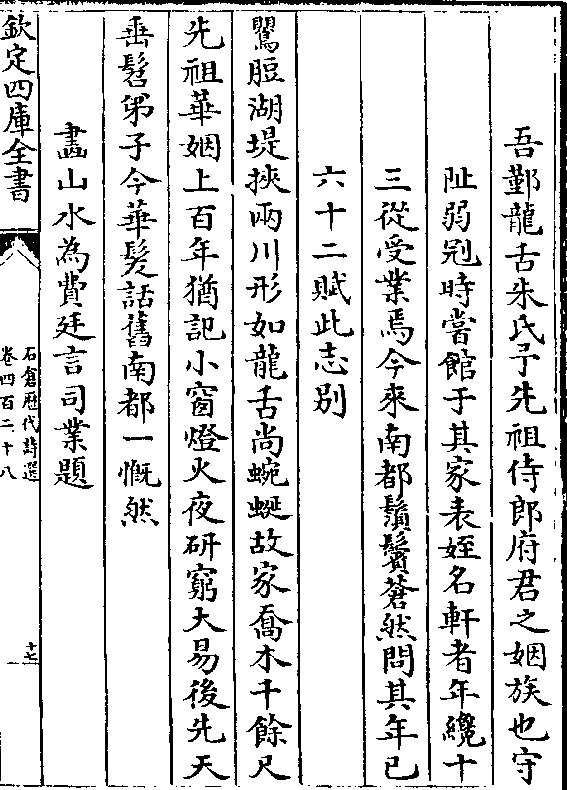 吾鄞龍舌朱氏予先祖侍郎府君之姻族也守
阯弱冠時嘗館于其家表姪名軒者年纔十
三從受業焉今來南都鬚鬢蒼然問其年已
六十二賦此志別
鷖脰湖堤挾兩川形如龍舌尚蜿蜒故家喬木千餘尺
先祖華姻上百年猶記小窗燈火夜研窮大易後先天
垂髫弟子今華髪話舊南都一慨然
畵山水為費廷言司業題
欽定四庫全書
石倉歴代詩選
卷四百二十八
十七